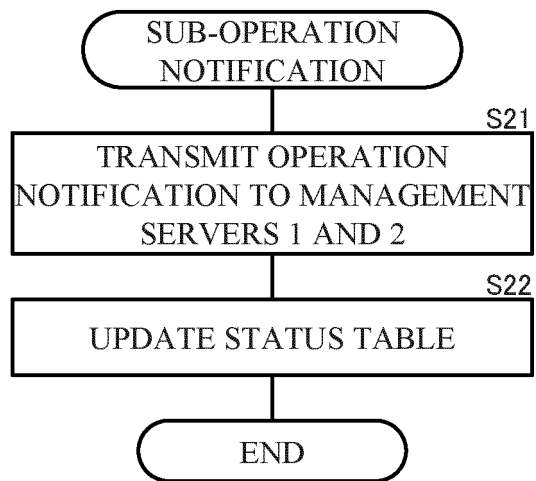 SUB-OPERATION
NOTIFICATION
S21
TRANSMIT OPERATION
NOTIFICATION TO MANAGEMENT
SERVERS 1 AND 2
S22
UPDATE STATUS TABLE
END